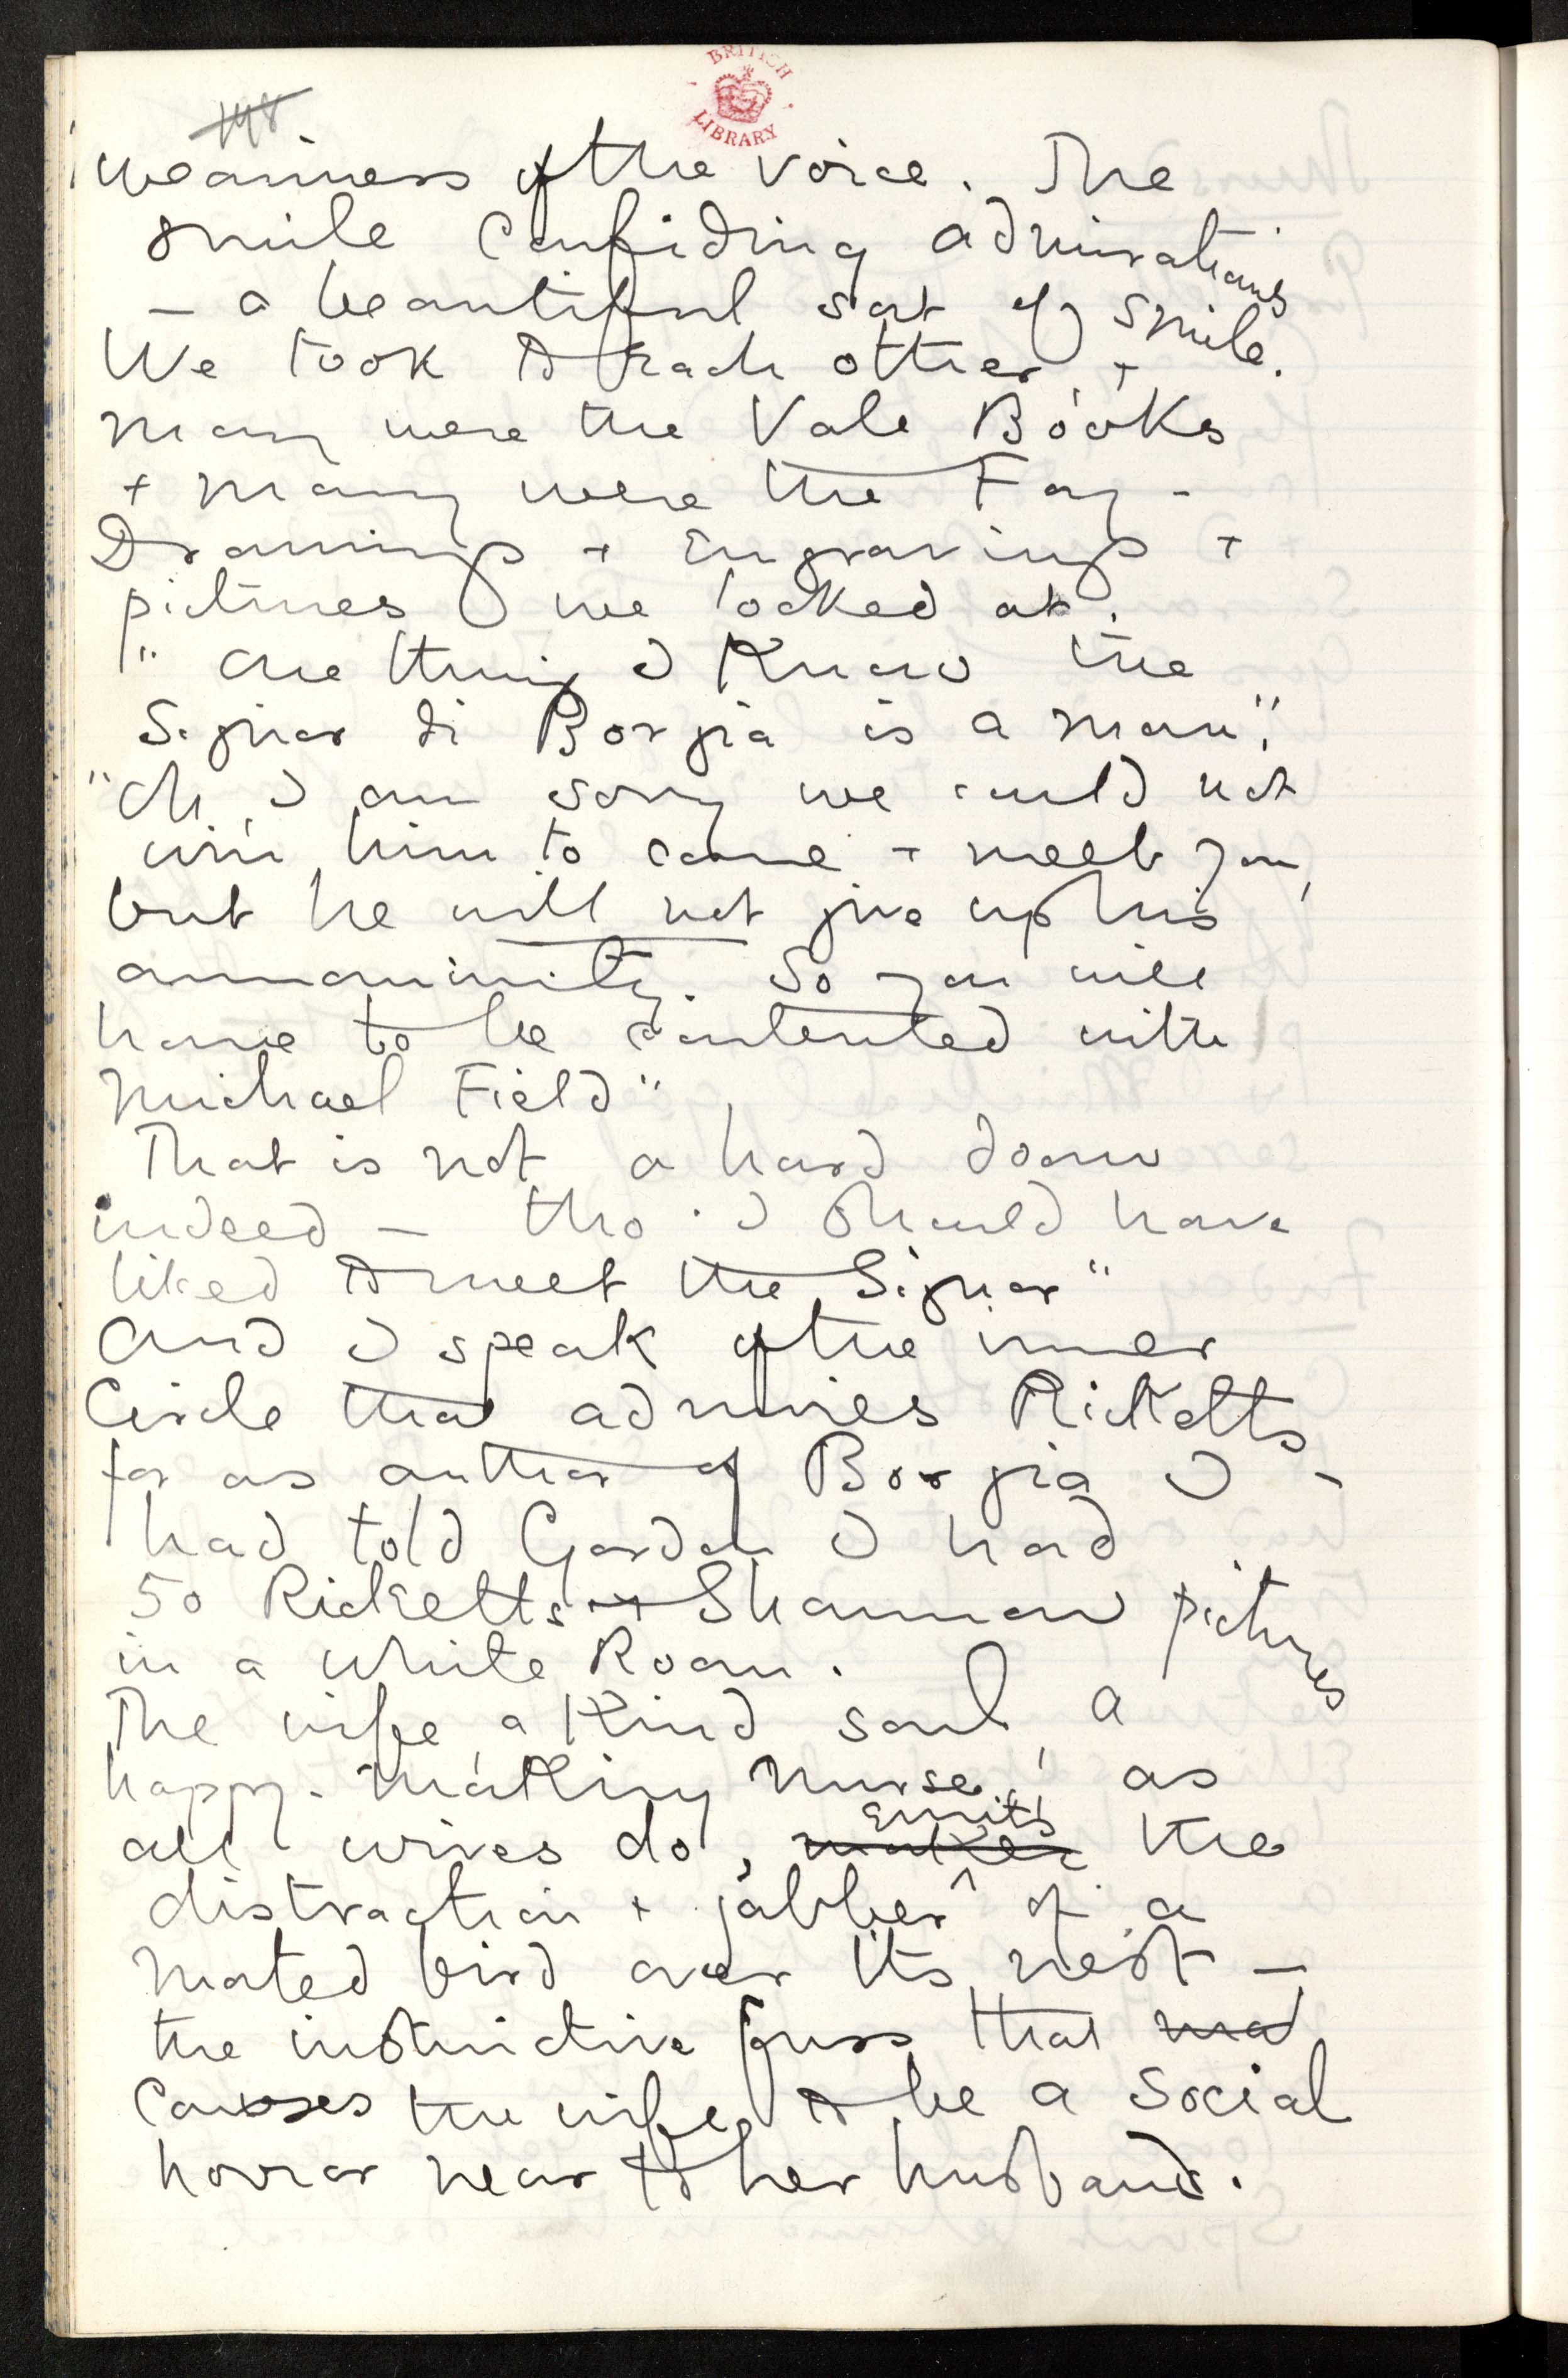 BRITISH
LIBRARY
148
weariness of the voice. The
smile confiding admirations
– a beautiful sort of smile.
We took to each other, +
many were the Vale Books
+ many were the Fay –
Drawings + Engravings +
pictures we looked at.
"One thing I know the
Signor di Borgia is a man".
"Oh, I am sorry we could not
win him to come + meet you,
but he will not give up his
annonimity. So you will
have to be contented with
Michael Field"
That is not a hard doom
indeed – tho' I should have
liked to meet the Signor"
And I speak of the inner
Circle that admires Ricketts –
for as author of Borgia I
had told Gordon I had
50 Ricketts + Shannon pictures
in a White Room.
The wife, a kind soul, a
happy-making nurse, as
all wives do, makes emits the
distraction + jabber of a
mated bird over its nest –
the instinctive fuss that ma
causes the wife to be a social
horror near to her husband.